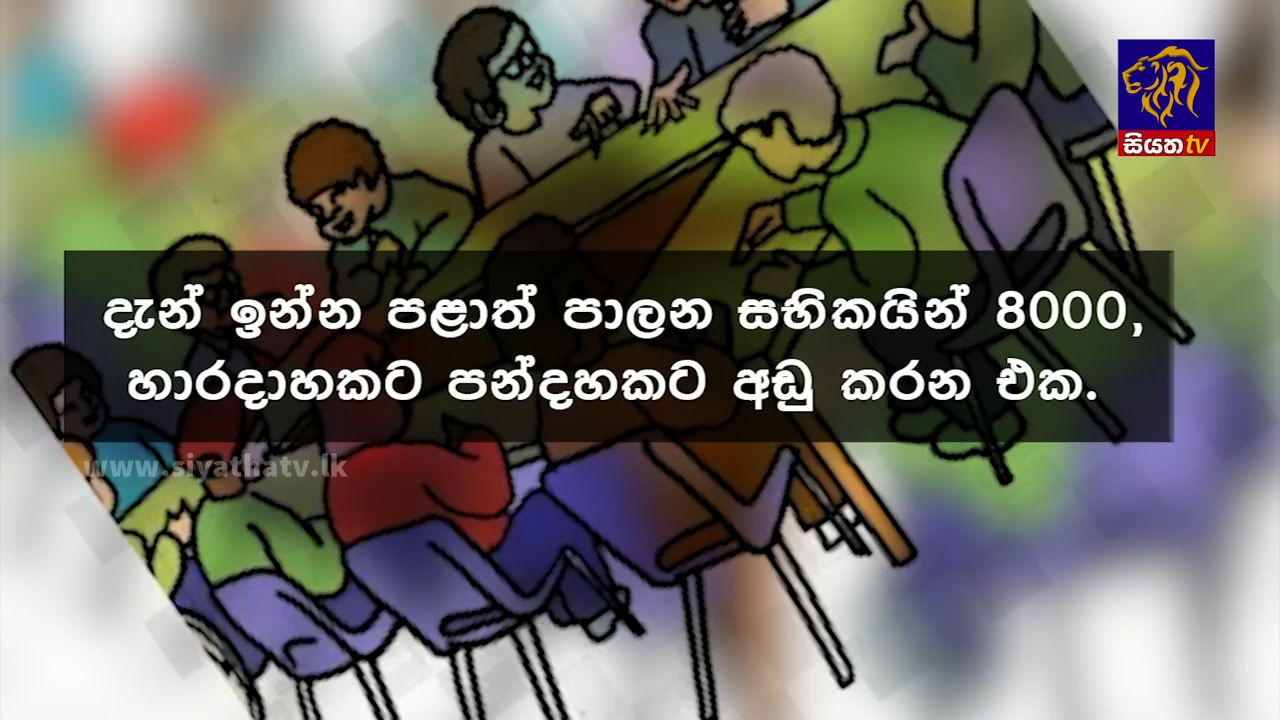 සියත tv
දැන් ඉන්න පළාත් පාලන සභිකයින් 8000,
හාරදාහකට පන්දහකට අඩු කරන එක.
www.siyathatv.lk